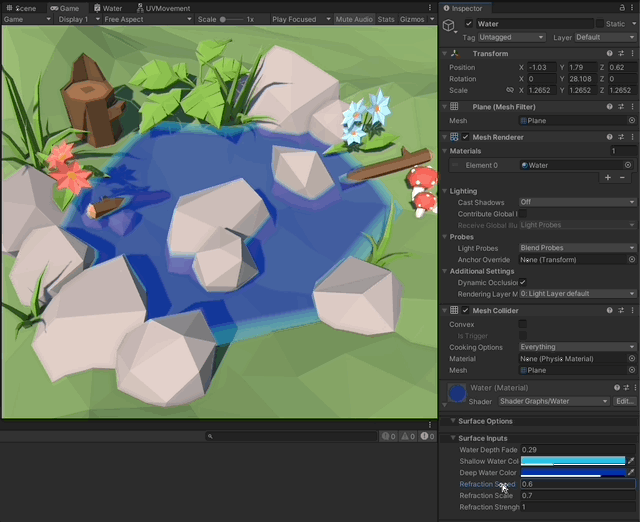 Scene Game Water UVMovement
Game Display 1 Free Aspect Scale 1x Play Focused Mute Audio Stats Gizmos
0 0 0
Inspector
Water Static
Tag Untagged Layer Default
Transform
Position X -1.03 Y 1.79 Z 0.62
Rotation X 0 Y 28.108 Z 0
Scale X 1.2652 Y 1.2652 Z 1.2652
Plane (Mesh Filter)
Mesh Plane
Mesh Renderer
Materials 1
Element 0 Water
+ −
Lighting
Cast Shadows Off
Contribute Global I
Receive Global Illu Light Probes
Probes
Light Probes Blend Probes
Anchor Override None (Transform)
Additional Settings
Dynamic Occlusion
Rendering Layer M 0: Light Layer default
Mesh Collider
Convex
Is Trigger
Cooking Options Everything
Material None (Physic Material)
Mesh Plane
Water (Material)
Shader Shader Graphs/Water Edit...
Surface Options
Surface Inputs
Water Depth Fade 0.29
Shallow Water Col
Deep Water Color
Refraction Speed 0.6
Refraction Scale 0.7
Refraction Strengh 1